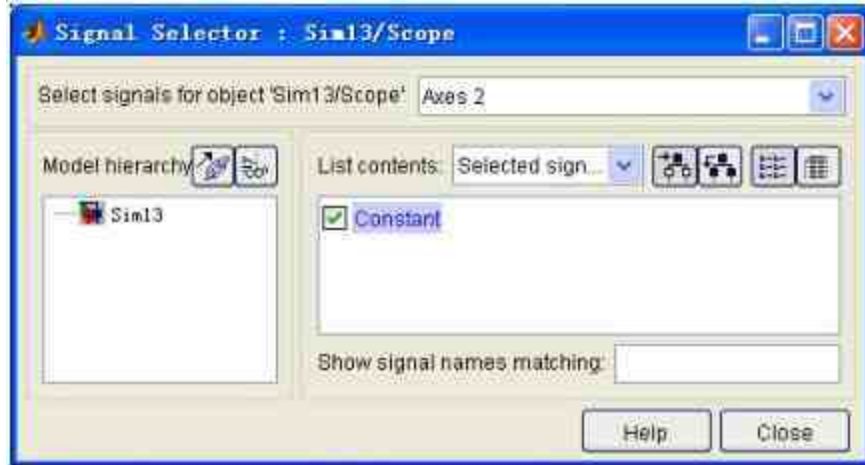 Signal Selector : Sim13/Scope
Select signals for object 'Sim13/Scope' Axes 2
Model hierarchy
List contents: Selected sign...
Sim13
Constant
Show signal names matching:
Help Close